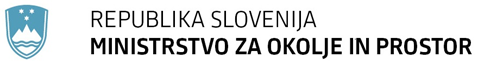 REPUBLIKA SLOVENIJA
MINISTRSTVO ZA OKOLJE IN PROSTOR